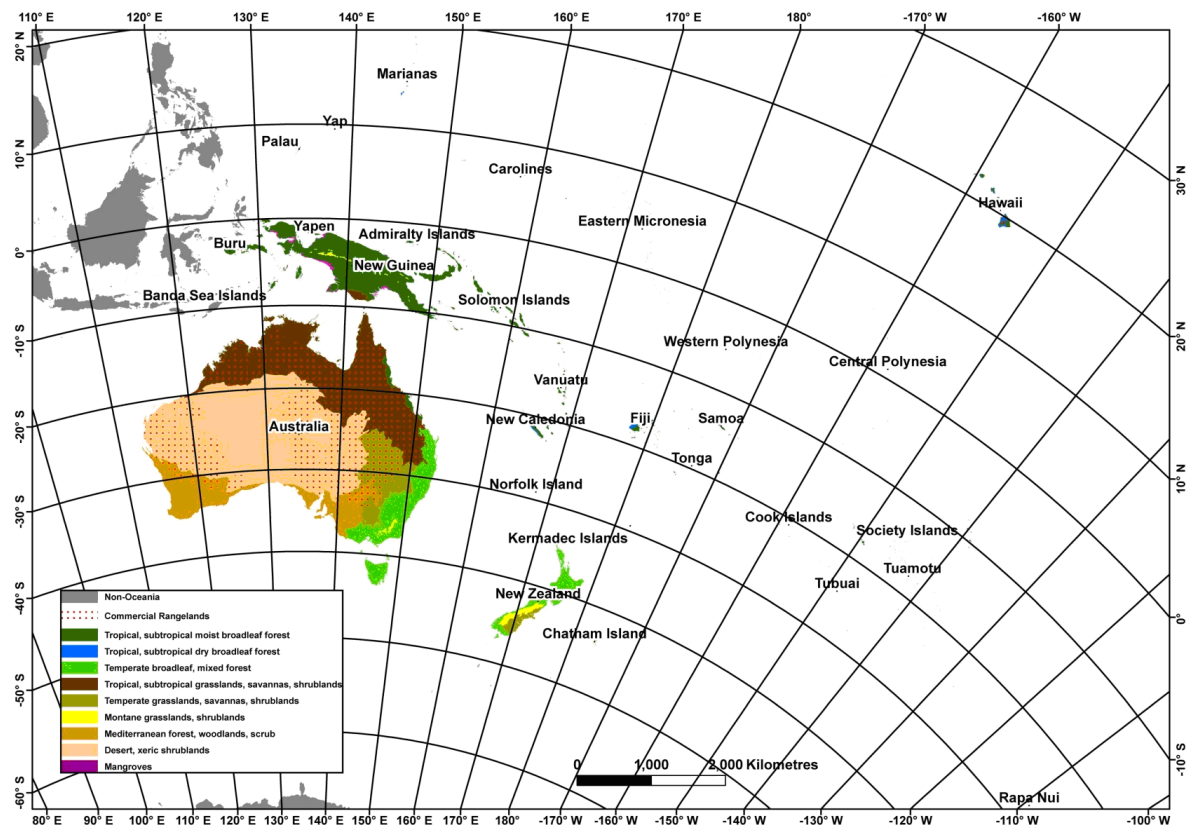 110° E 120° E 130° E 140° E 150° E 160° E 170° E 180° -170° W -160° W
20° N
10° N
0°
10° S
20° S
30° S
40° S
50° S
60° S
30° N
20° N
10° N
0°
-10° S
Marianas
Yap
Palau
Carolines
Hawaii
Eastern Micronesia
Yapen
Admiralty Islands
Buru
New Guinea
Banda Sea Islands
Solomon Islands
Western Polynesia
Central Polynesia
Vanuatu
New Caledonia
Fiji
Samoa
Australia
Tonga
Norfolk Island
Cook Islands
Society Islands
Kermadec Islands
Tuamotu
Tubuai
New Zealand
Chatham Island
Rapa Nui
Non-Oceania
Commercial Rangelands
Tropical, subtropical moist broadleaf forest
Tropical, subtropical dry broadleaf forest
Temperate broadleaf, mixed forest
Tropical, subtropical grasslands, savannas, shrublands
Temperate grasslands, savannas, shrublands
Montane grasslands, shrublands
Mediterranean forest, woodlands, scrub
Desert, xeric shrublands
Mangroves
0 1,000 2,000 Kilometres
80° E 90° E 100° E 110° E 120° E 130° E 140° E 150° E 160° E 170° E 180° -170° W -160° W -150° W -140° W -130° W -120° W -110° W -100° W